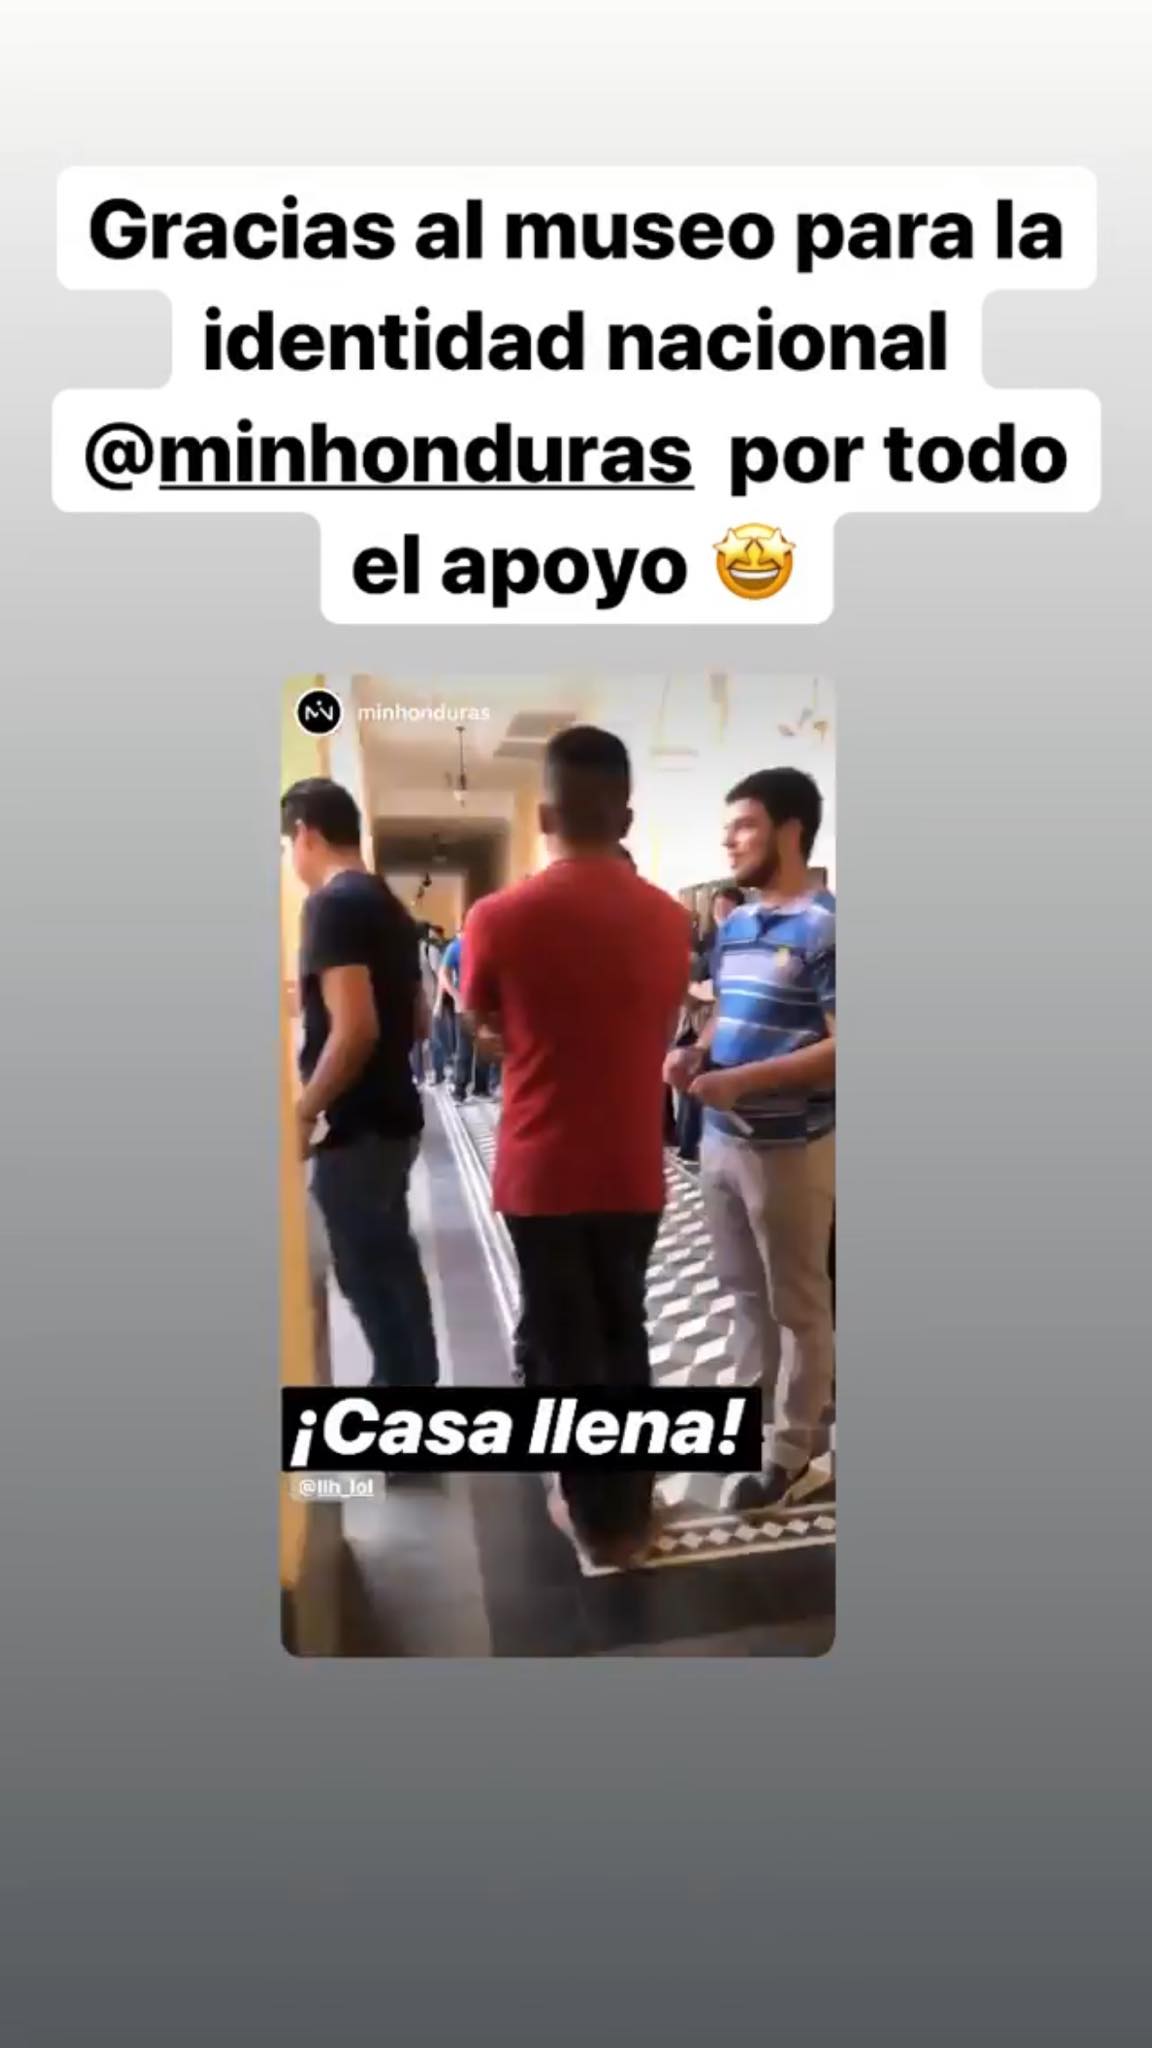 Gracias al museo para la
identidad nacional
@minhonduras por todo
el apoyo 🤩
minhonduras
¡Casa llena!
@llh_lol